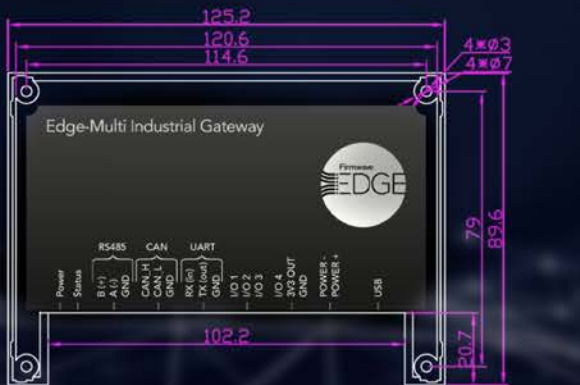 125.2
120.6
114.6
4×ø3
4×ø7
Edge-Multi Industrial Gateway
Firmwave
EDGE
79
89.6
RS485 CAN UART
Power
Status
B (+)
A (-)
GND
CAN_H
CAN_L
GND
RX (in)
TX (out)
GND
I/O 1
I/O 2
I/O 3
I/O 4
3V3 OUT
GND
POWER -
POWER +
USB
102.2
20.7